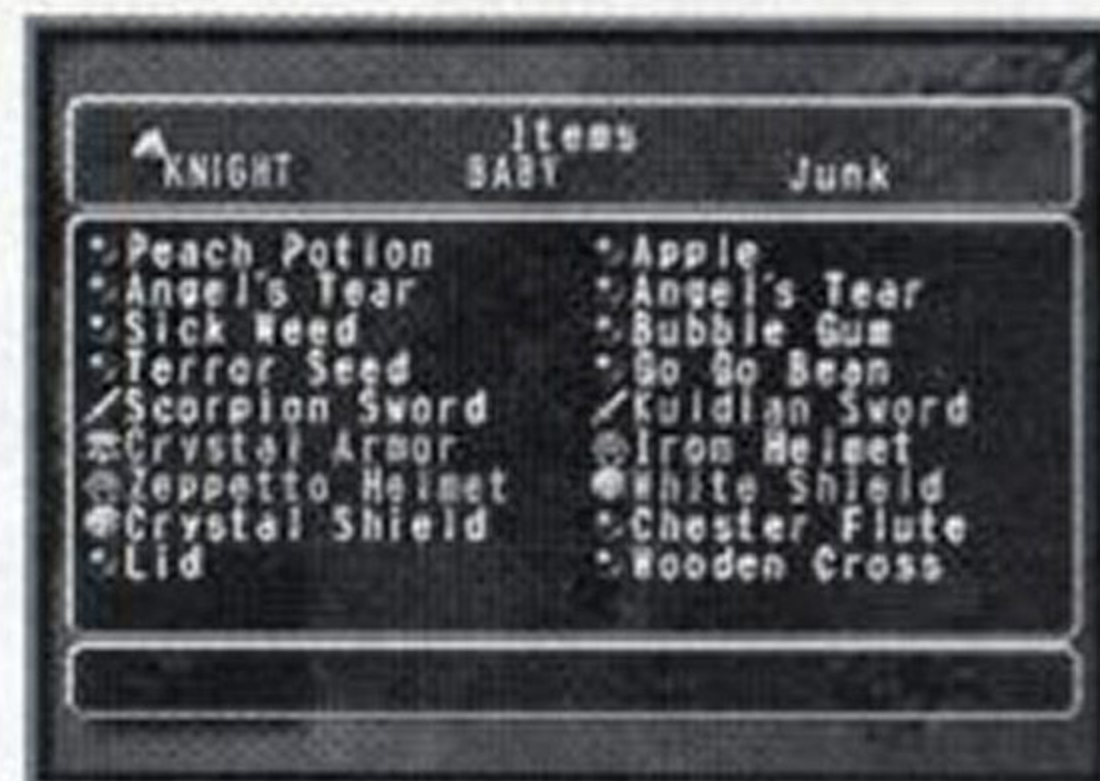 Items
KNIGHT BABY Junk
Peach Potion Apple
Angel's Tear Angel's Tear
Sick Weed Bubble Gum
Terror Seed Go Go Bean
Scorpion Sword Kuldian Sword
Crystal Armor Iron Helmet
Zeppetto Helmet White Shield
Crystal Shield Chester Flute
Lid Wooden Cross